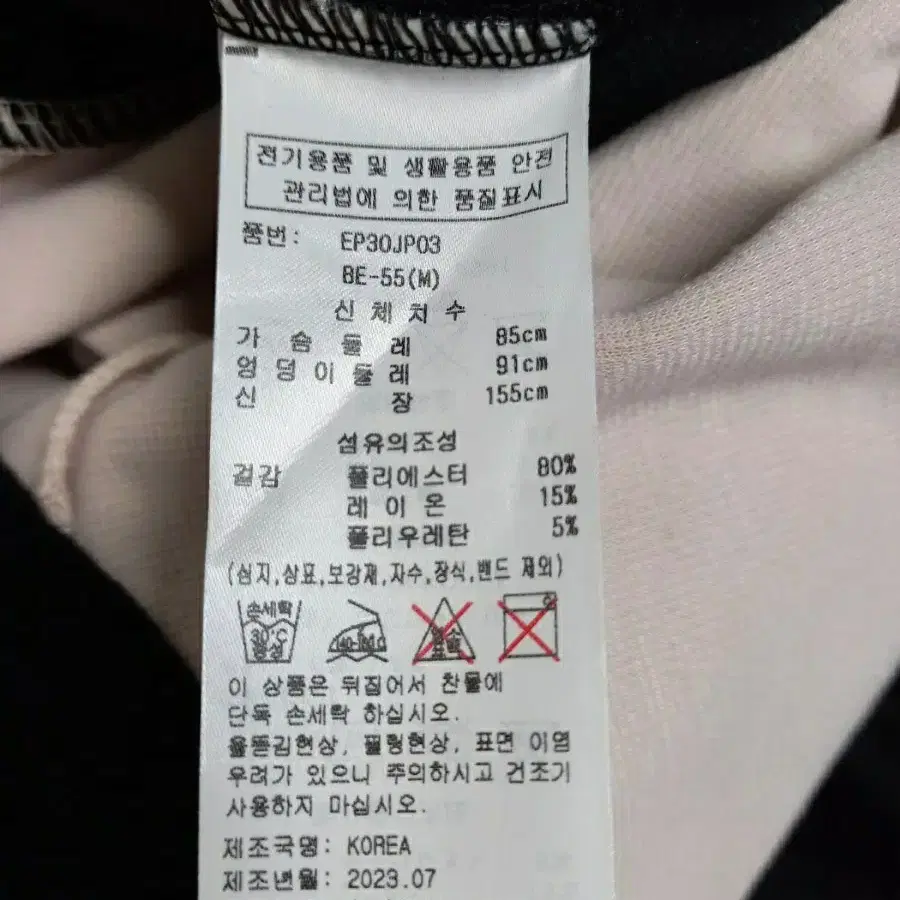 전기용품 및 생활용품 안전
관리법에 의한 품질표시
품번: EP30JP03
BE-55(M)
신체치수
가슴둘레 85cm
엉덩이둘레 91cm
신장 155cm
섬유의조성
겉감 폴리에스터 80%
레이온 15%
폴리우레탄 5%
(심지,상표,보강제,자수,장식,밴드 제외)
손세탁
30℃
중성
이 상품은 뒤집어서 찬물에
단독 손세탁 하십시오.
올뜯김현상, 필링현상, 표면 이염
우려가 있으니 주의하시고 건조기
사용하지 마십시오.
제조국명: KOREA
제조년월: 2023.07